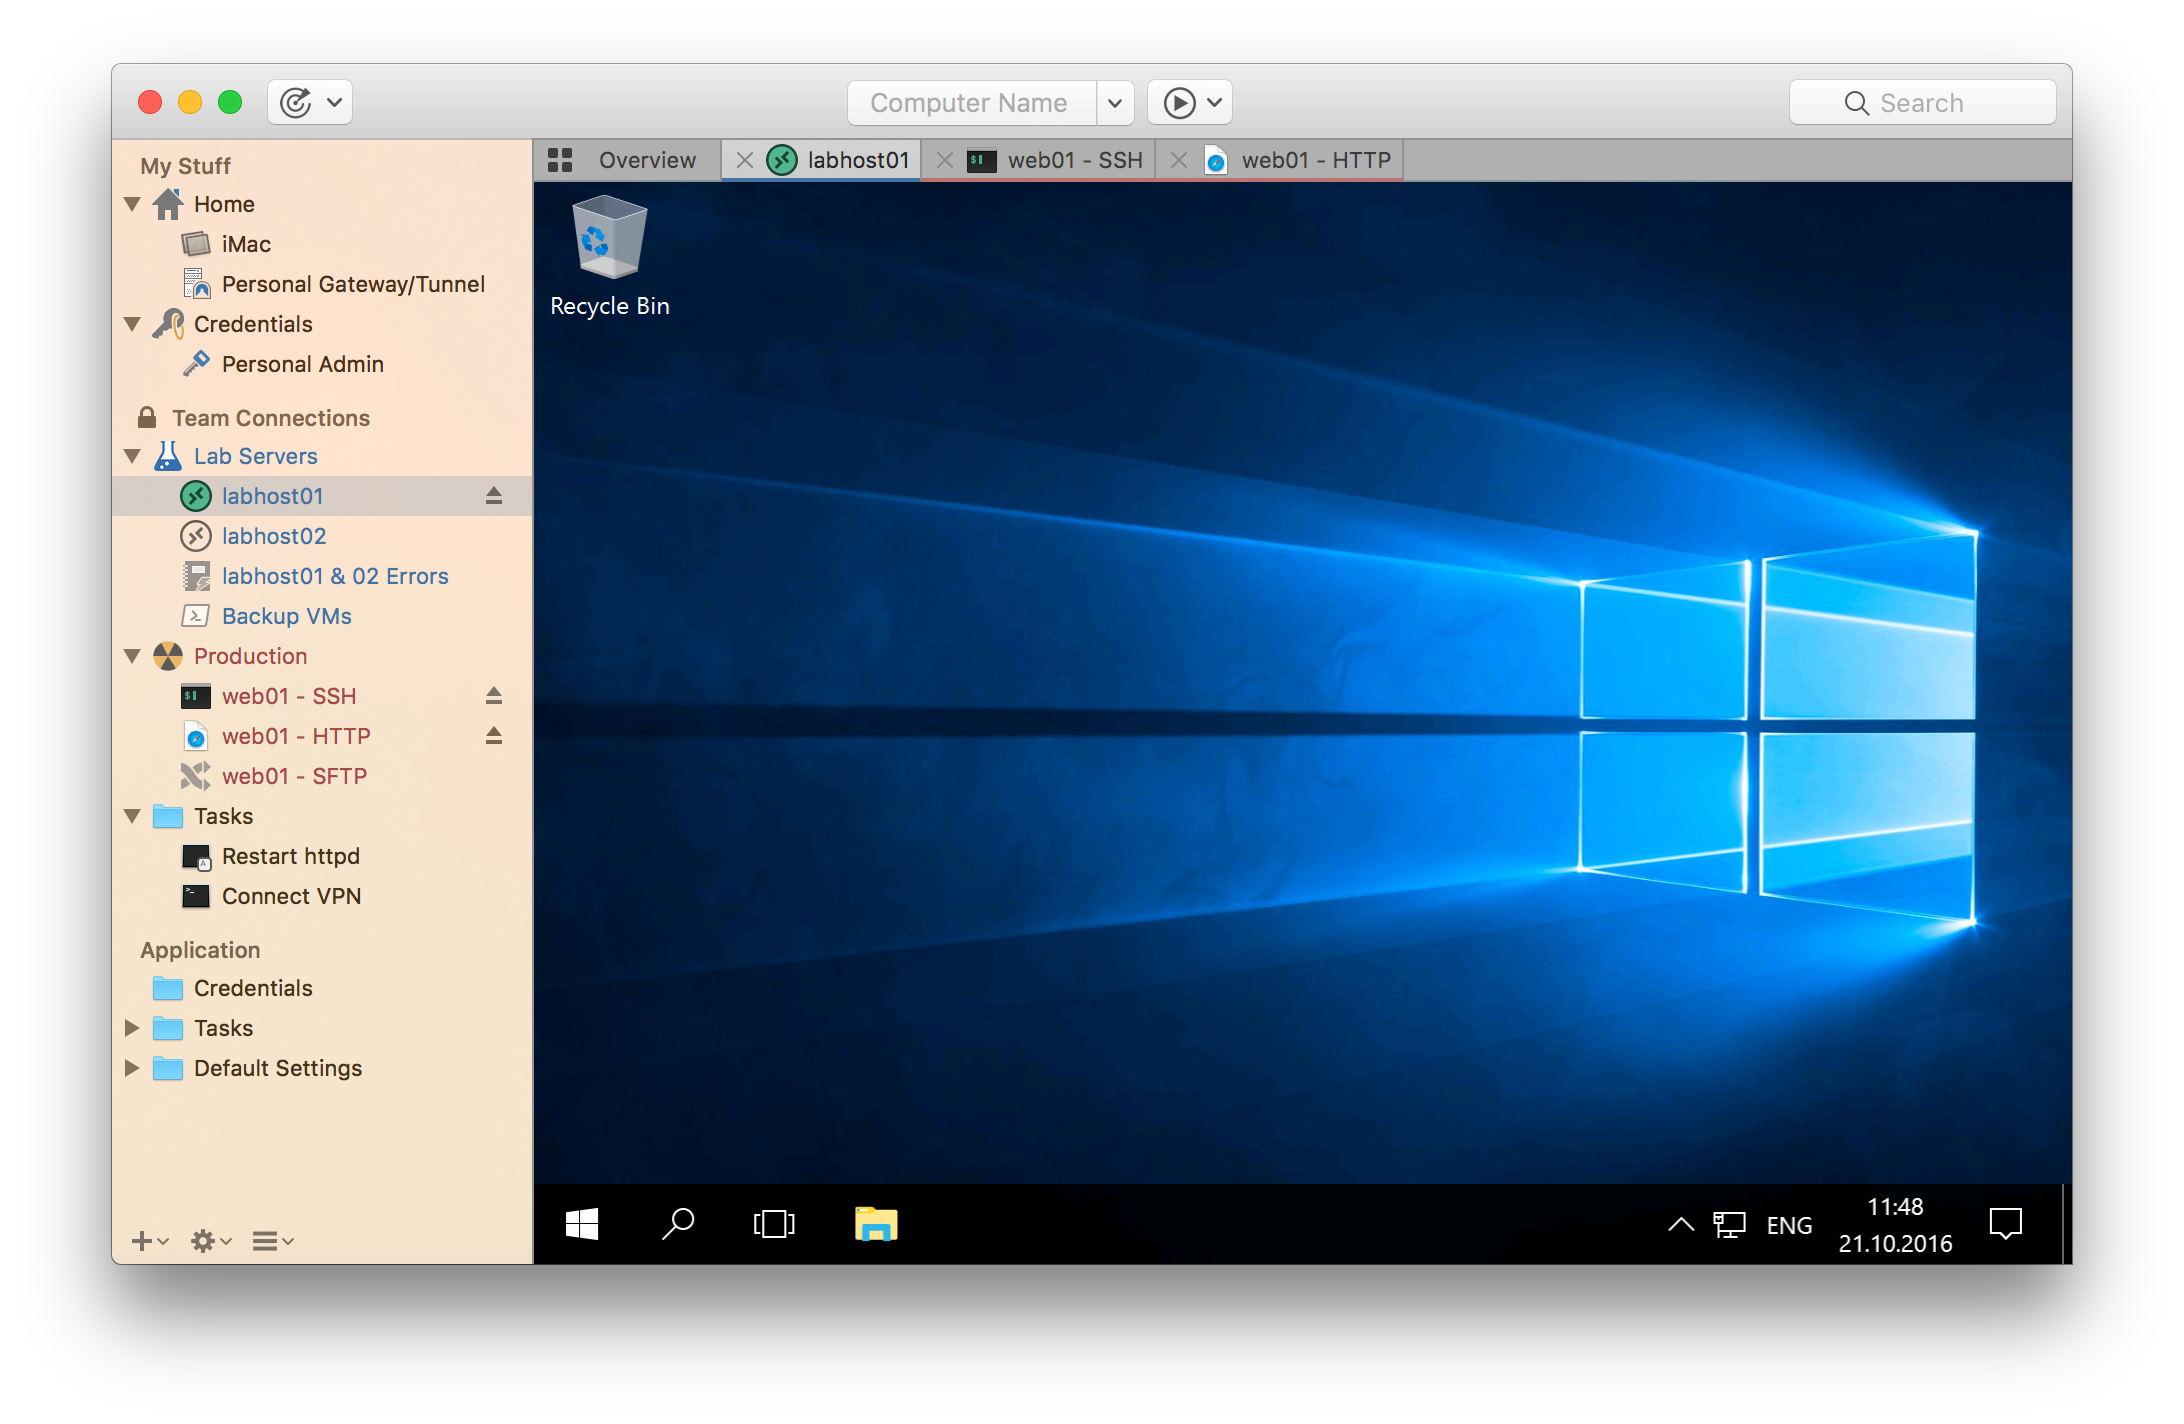 Computer Name
Search
My Stuff
Home
iMac
Personal Gateway/Tunnel
Credentials
Personal Admin
Team Connections
Lab Servers
labhost01
labhost02
labhost01 & 02 Errors
Backup VMs
Production
web01 - SSH
web01 - HTTP
web01 - SFTP
Tasks
Restart httpd
Connect VPN
Application
Credentials
Tasks
Default Settings
Overview
labhost01
web01 - SSH
web01 - HTTP
Recycle Bin
ENG
11:48
21.10.2016